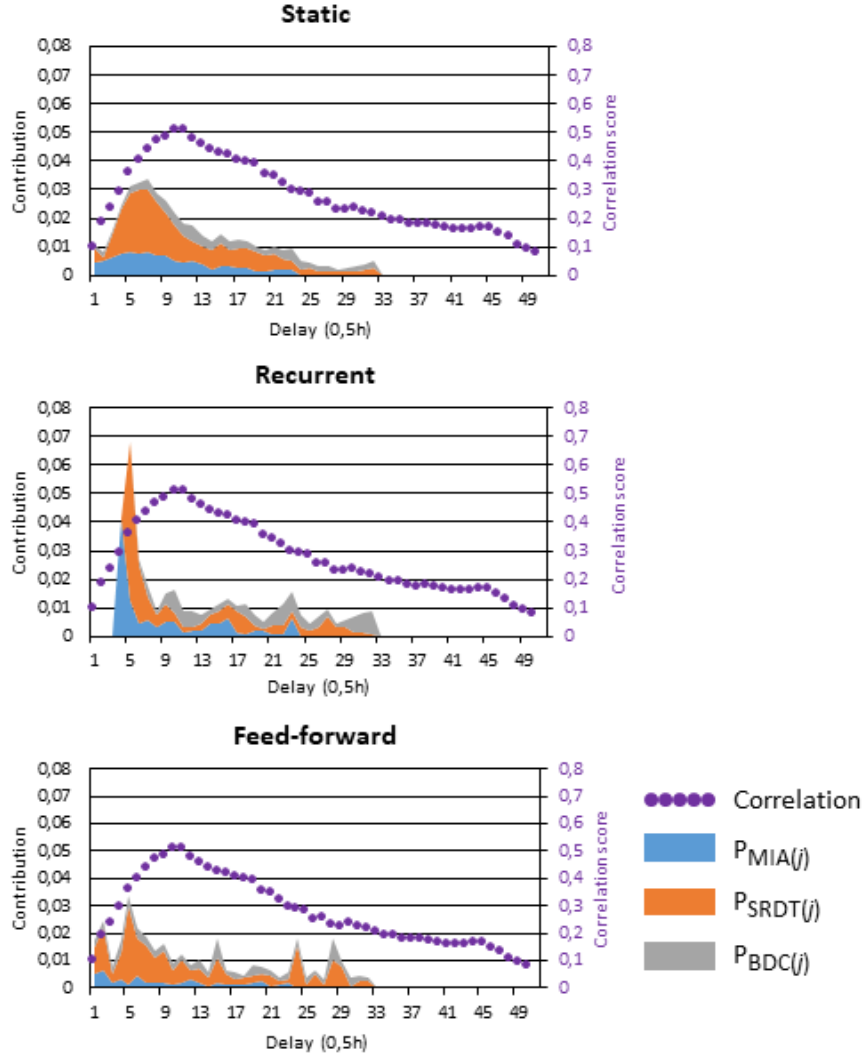 Static
Contribution
0,08
0,07
0,06
0,05
0,04
0,03
0,02
0,01
0
0,8
0,7
0,6
0,5
0,4
0,3
0,2
0,1
0
Correlation score
1 5 9 13 17 21 25 29 33 37 41 45 49
Delay (0,5h)
Recurrent
Contribution
0,08
0,07
0,06
0,05
0,04
0,03
0,02
0,01
0
0,8
0,7
0,6
0,5
0,4
0,3
0,2
0,1
0
Correlation score
1 5 9 13 17 21 25 29 33 37 41 45 49
Delay (0,5h)
Feed-forward
Contribution
0,08
0,07
0,06
0,05
0,04
0,03
0,02
0,01
0
0,8
0,7
0,6
0,5
0,4
0,3
0,2
0,1
0
Correlation score
1 5 9 13 17 21 25 29 33 37 41 45 49
Delay (0,5h)
Correlation
PMIA(j)
PSRDT(j)
PBDC(j)